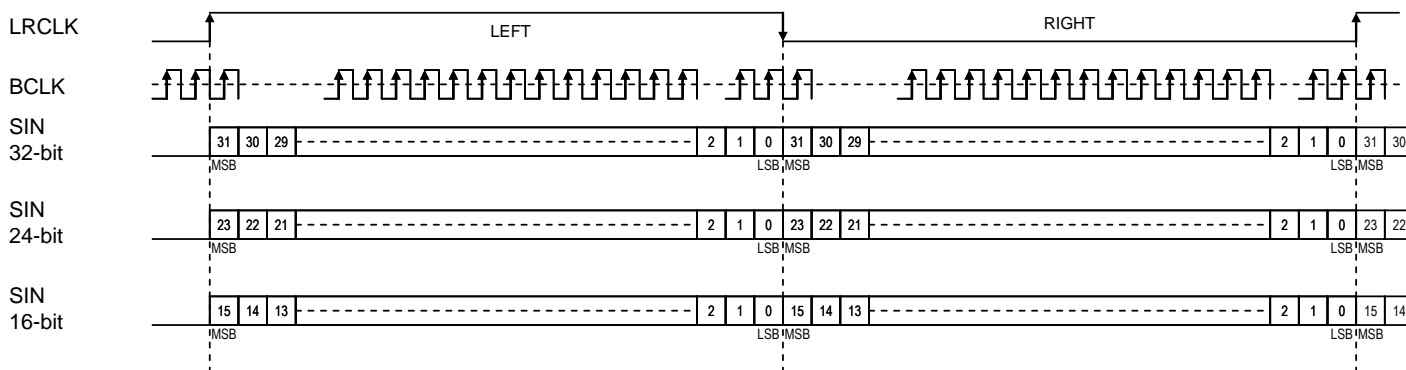 LRCLK
LEFT
RIGHT
BCLK
SIN
32-bit
31 30 29 2 1 0 31 30 29 2 1 0 31 30
MSB LSB MSB LSB MSB
SIN
24-bit
23 22 21 2 1 0 23 22 21 2 1 0 23 22
MSB LSB MSB LSB MSB
SIN
16-bit
15 14 13 2 1 0 15 14 13 2 1 0 15 14
MSB LSB MSB LSB MSB